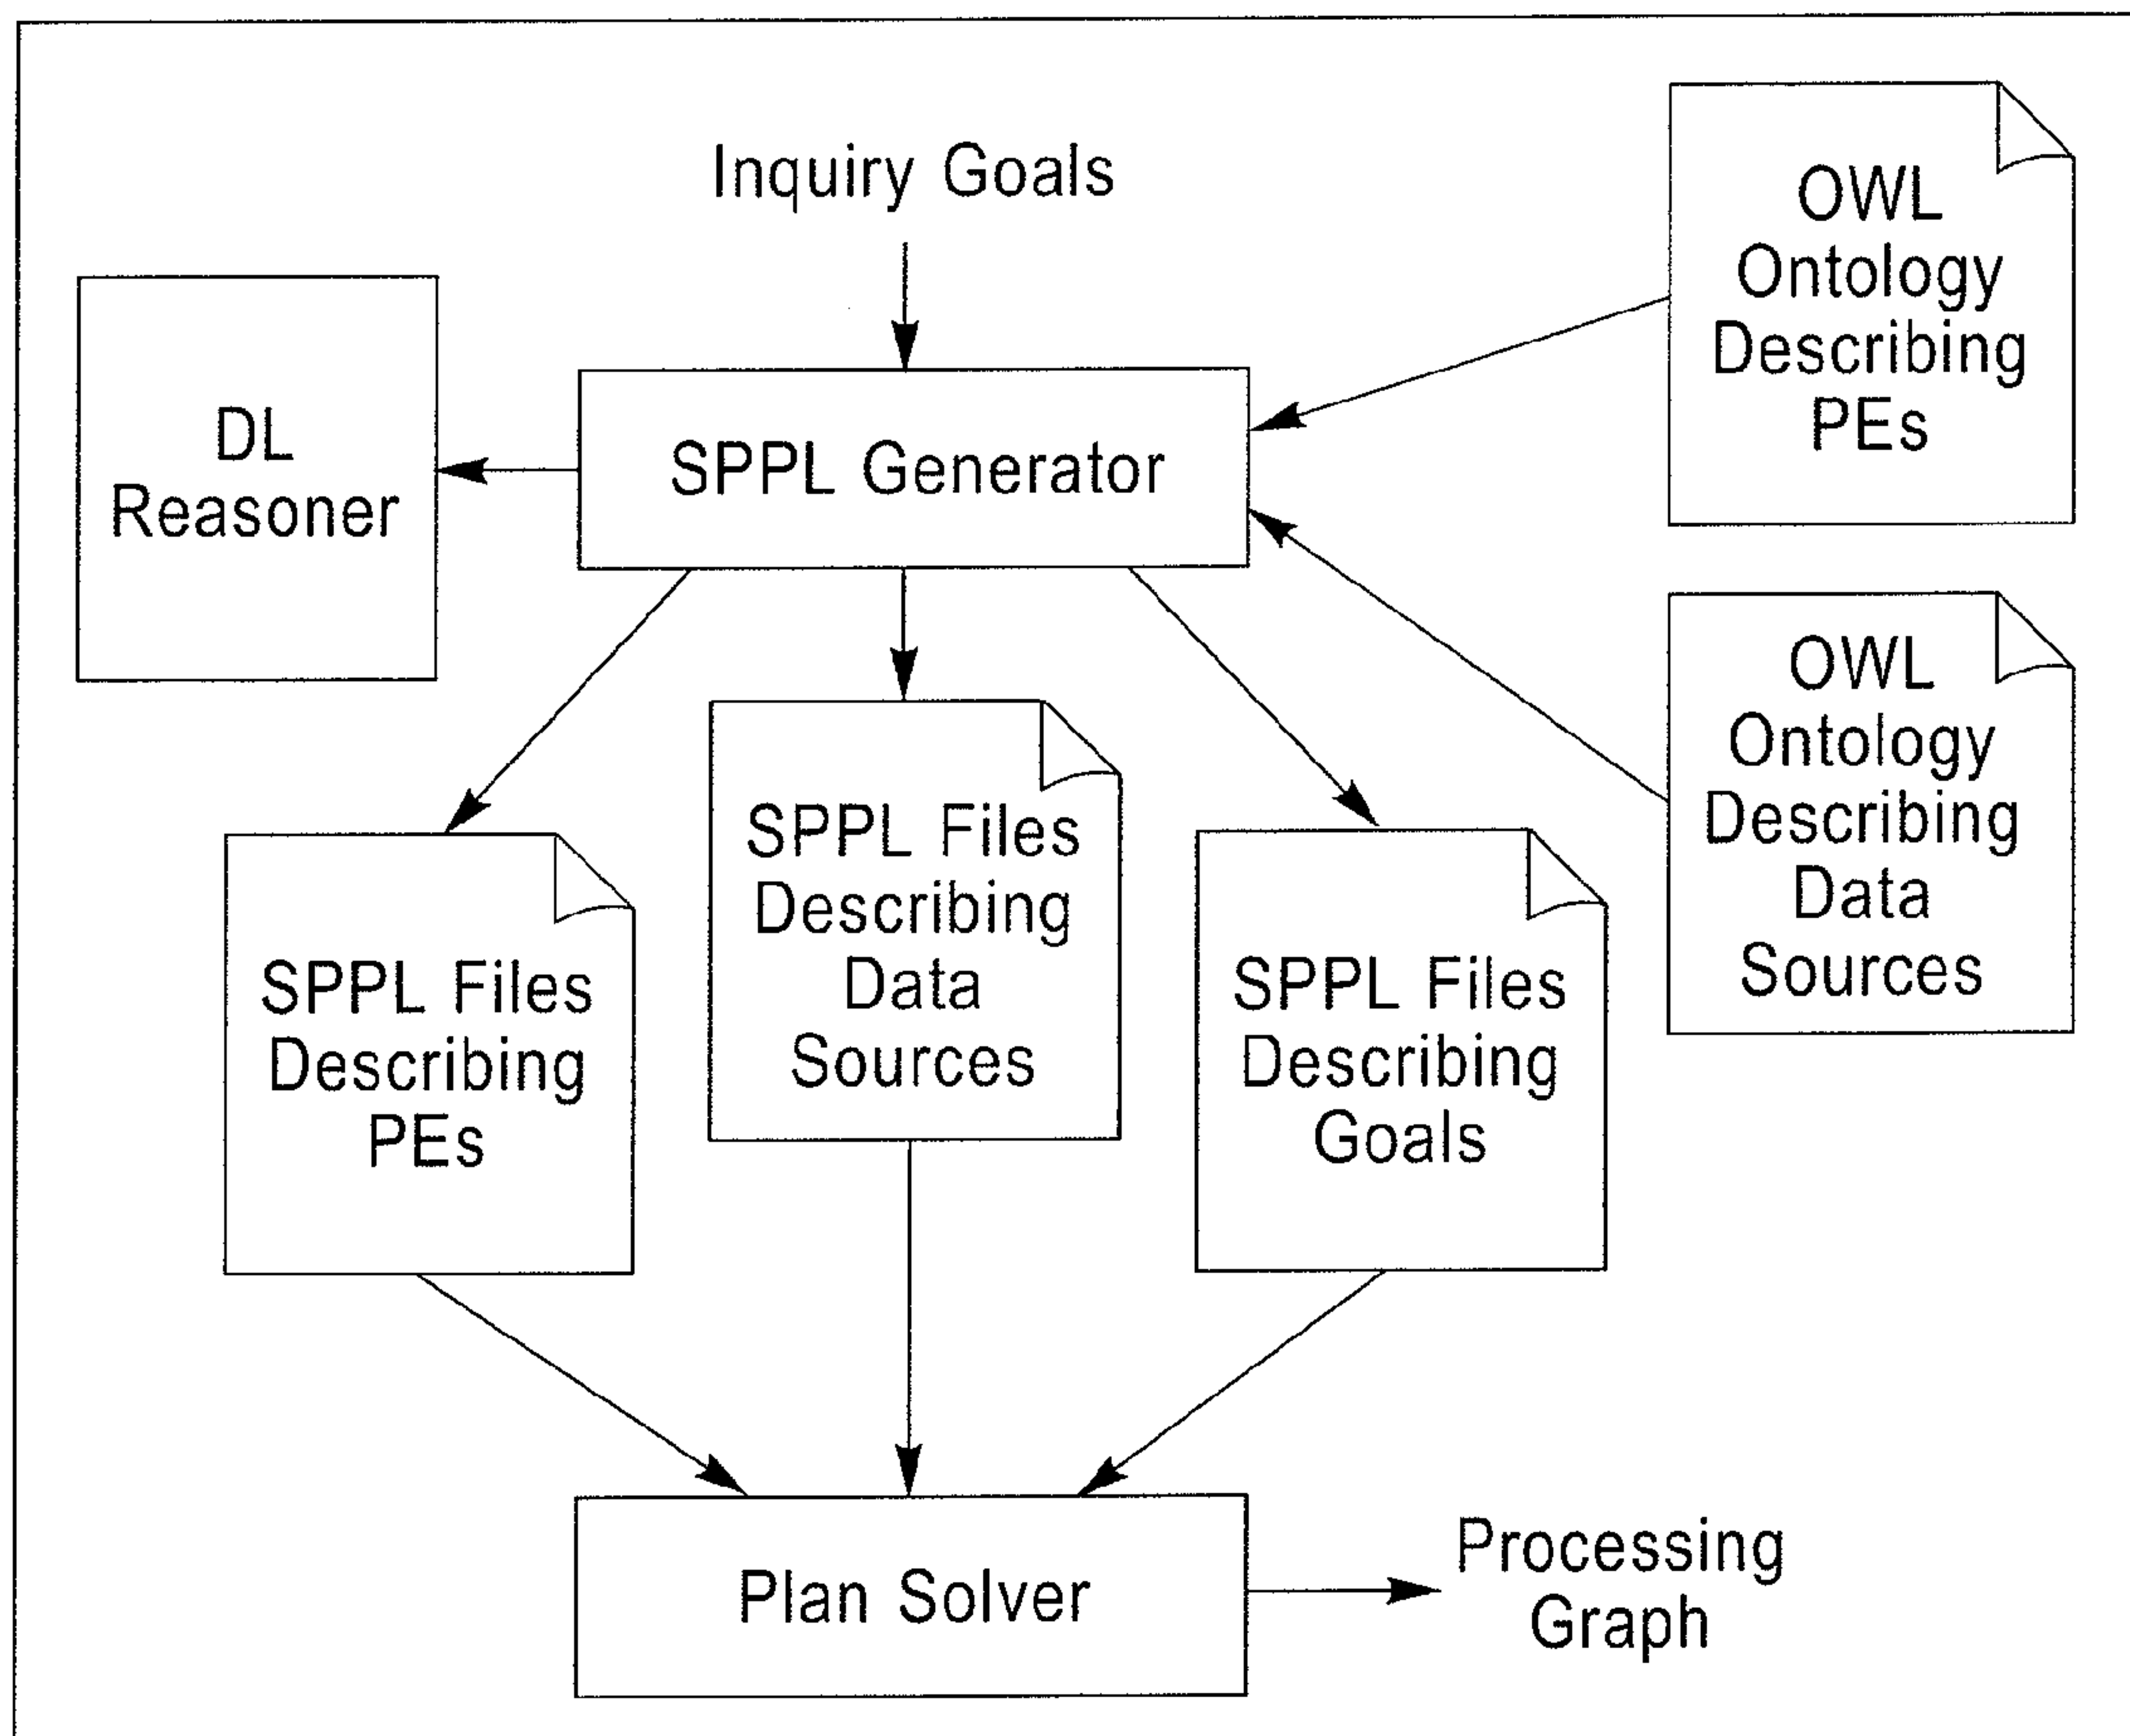 Inquiry Goals
OWL
Ontology
Describing
PEs
DL
Reasoner
SPPL Generator
OWL
Ontology
Describing
Data
Sources
SPPL Files
Describing
PEs
SPPL Files
Describing
Data
Sources
SPPL Files
Describing
Goals
Plan Solver
Processing
Graph